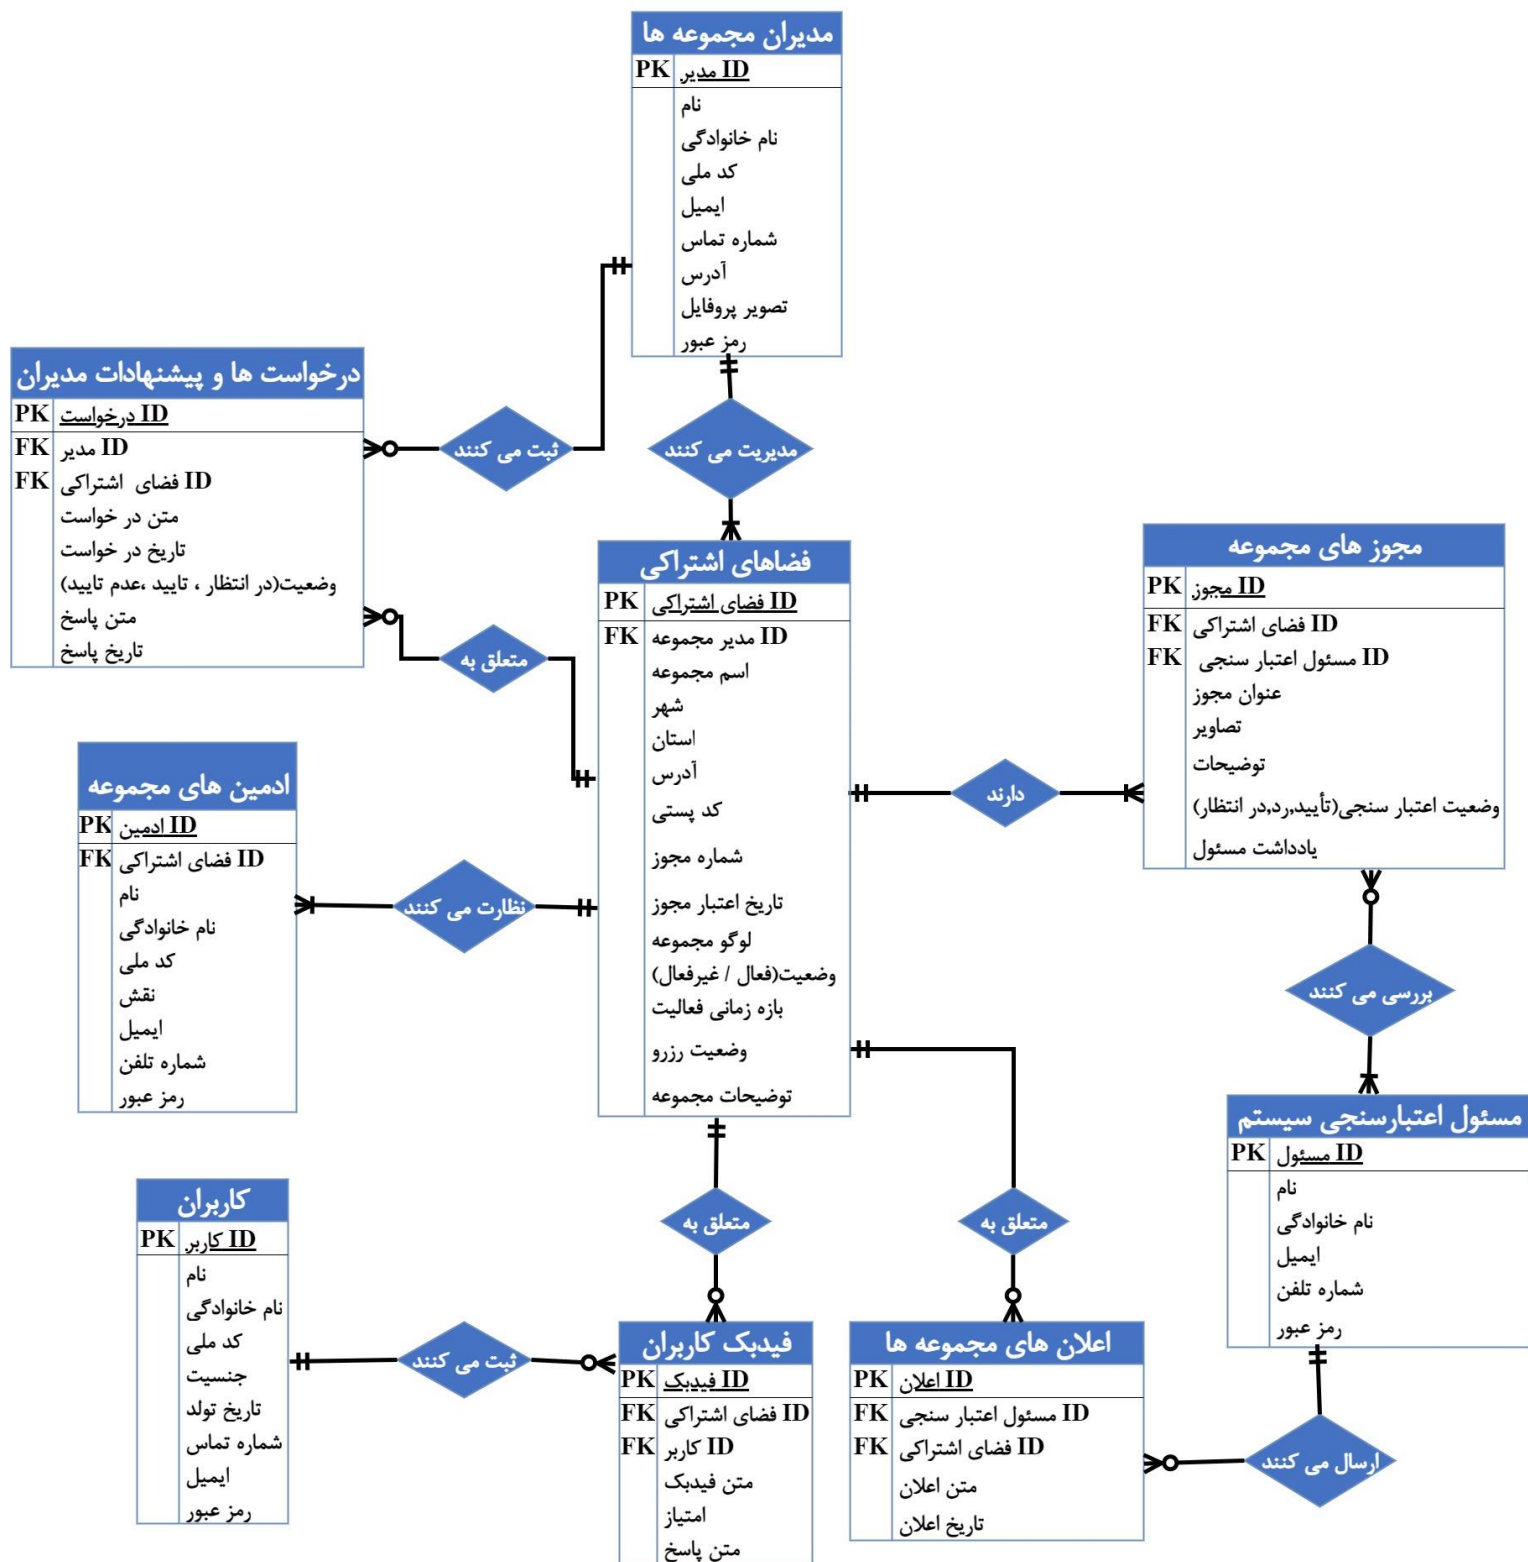 مدیران مجموعه ها
PK ID مدیر
نام
نام خانوادگی
کد ملی
ایمیل
شماره تماس
آدرس
تصویر پروفایل
رمز عبور
درخواست ها و پیشنهادات مدیران
PK ID درخواست
FK ID مدیر
FK ID فضای اشتراکی
متن در خواست
تاریخ در خواست
وضعیت(در انتظار ، تایید ،عدم تایید)
متن پاسخ
تاریخ پاسخ
ثبت می کنند
مدیریت می کنند
متعلق به
فضاهای اشتراکی
PK ID فضای اشتراکی
FK ID مدیر مجموعه
اسم مجموعه
شهر
استان
آدرس
کد پستی
شماره مجوز
تاریخ اعتبار مجوز
لوگو مجموعه
وضعیت(فعال / غیرفعال)
بازه زمانی فعالیت
وضعیت رزرو
توضیحات مجموعه
دارند
مجوز های مجموعه
PK ID مجوز
FK ID فضای اشتراکی
FK ID مسئول اعتبار سنجی
عنوان مجوز
تصاویر
توضیحات
وضعیت اعتبار سنجی(تأیید,رد,در انتظار)
یادداشت مسئول
ادمین های مجموعه
PK ID ادمین
FK ID فضای اشتراکی
نام
نام خانوادگی
کد ملی
نقش
ایمیل
شماره تلفن
رمز عبور
نظارت می کنند
بررسی می کنند
مسئول اعتبارسنجی سیستم
PK ID مسئول
نام
نام خانوادگی
ایمیل
شماره تلفن
رمز عبور
متعلق به
متعلق به
کاربران
PK ID کاربر
نام
نام خانوادگی
کد ملی
جنسیت
تاریخ تولد
شماره تماس
ایمیل
رمز عبور
ثبت می کنند
فیدبک کاربران
PK ID فیدبک
FK ID فضای اشتراکی
FK ID کاربر
متن فیدبک
امتیاز
متن پاسخ
اعلان های مجموعه ها
PK ID اعلان
FK ID مسئول اعتبار سنجی
FK ID فضای اشتراکی
متن اعلان
تاریخ اعلان
ارسال می کنند